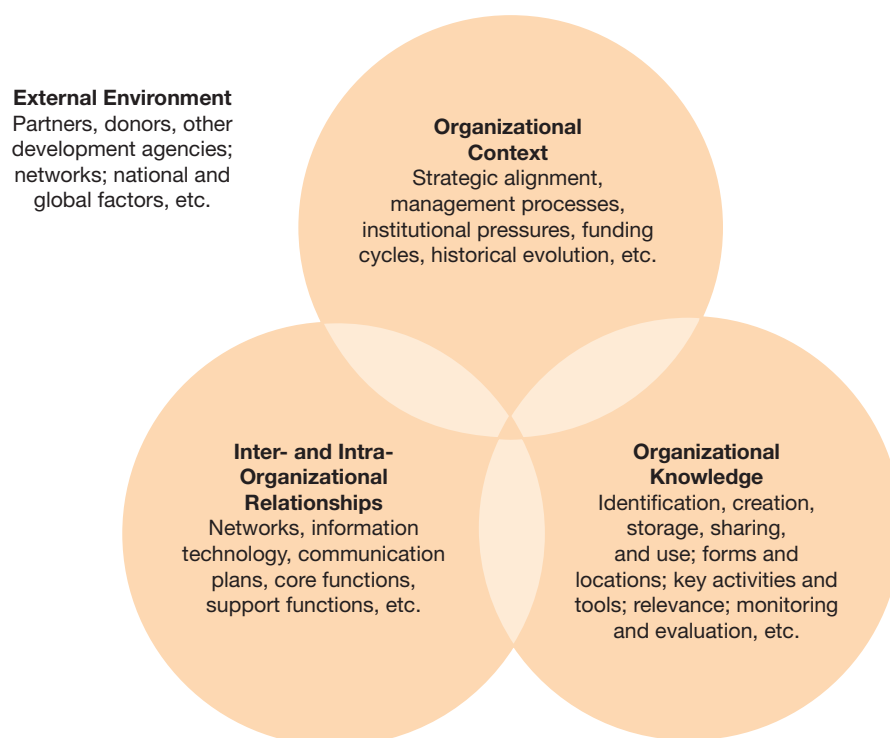 External Environment
Partners, donors, other
development agencies;
networks; national and
global factors, etc.
Organizational
Context
Strategic alignment,
management processes,
institutional pressures, funding
cycles, historical evolution, etc.
Inter- and Intra-
Organizational
Relationships
Networks, information
technology, communication
plans, core functions,
support functions, etc.
Organizational
Knowledge
Identification, creation,
storage, sharing,
and use; forms and
locations; key activities and
tools; relevance; monitoring
and evaluation, etc.